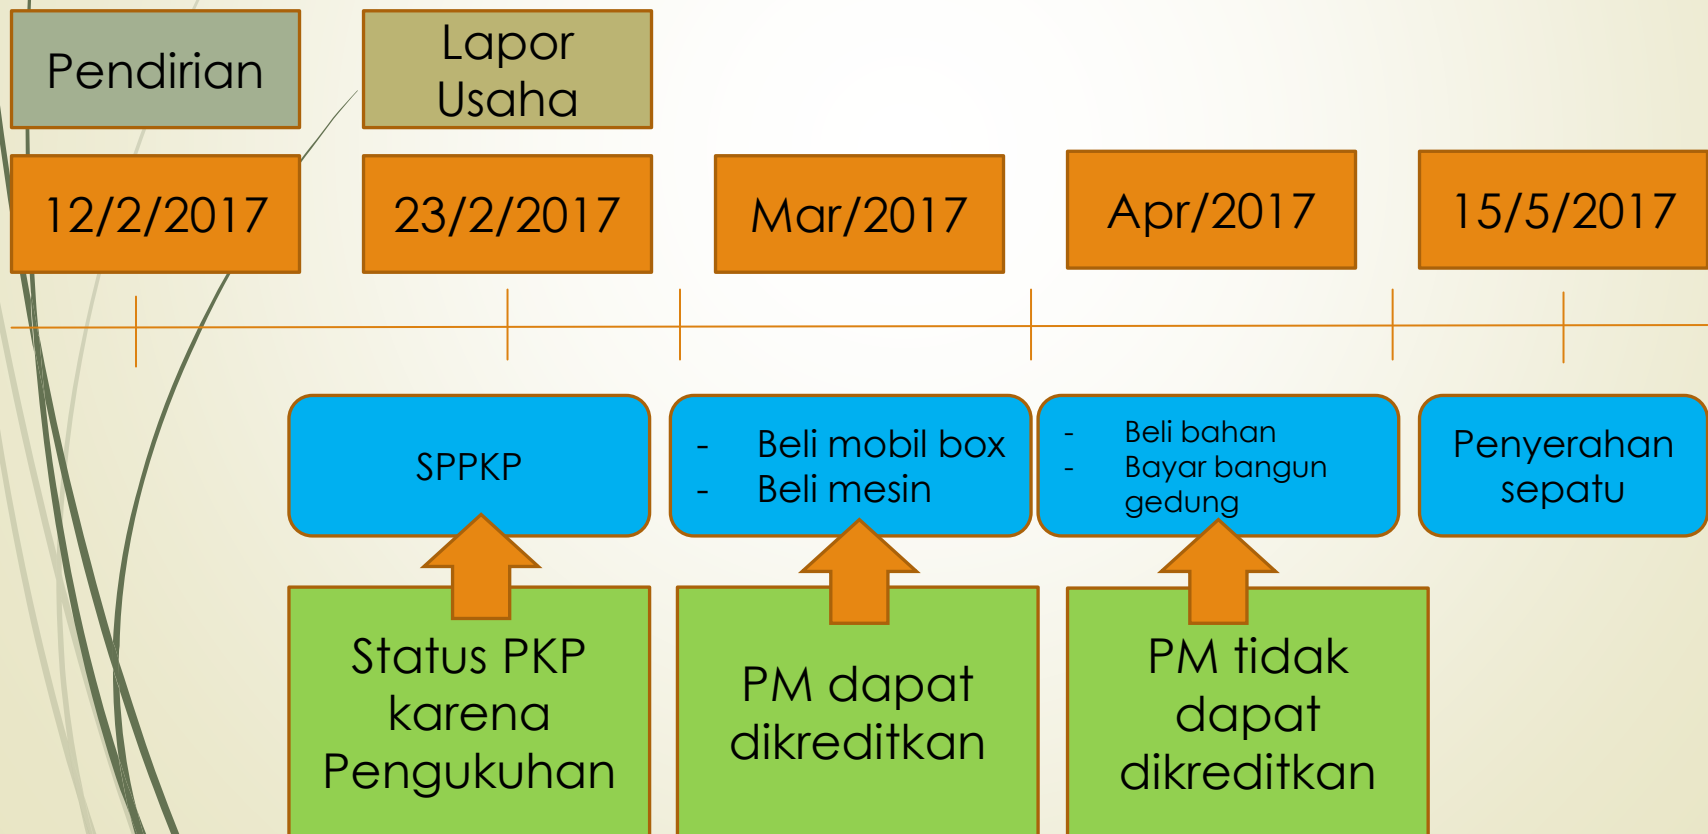 Pendirian
Lapor
Usaha
12/2/2017
23/2/2017
Mar/2017
Apr/2017
15/5/2017
SPPKP
- Beli mobil box
- Beli mesin
- Beli bahan
- Bayar bangun
gedung
Penyerahan
sepatu
Status PKP
karena
Pengukuhan
PM dapat
dikreditkan
PM tidak
dapat
dikreditkan